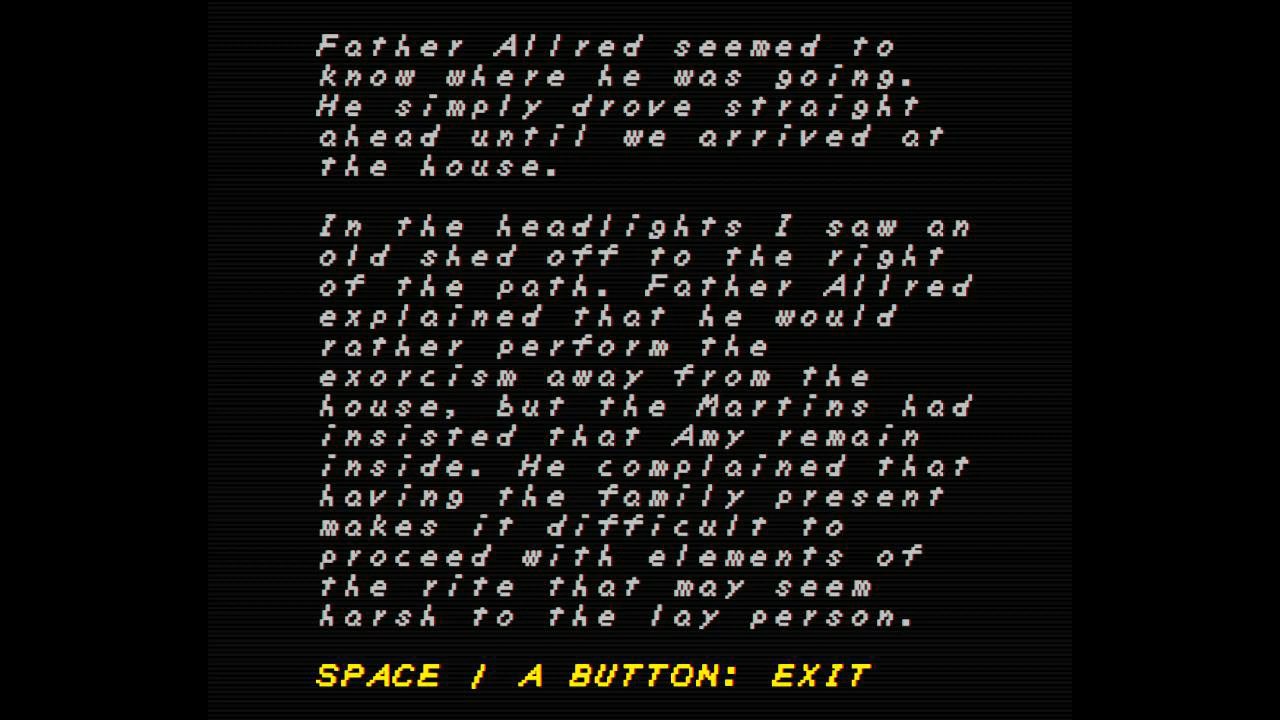 Father Allred seemed to
know where he was going.
He simply drove straight
ahead until we arrived at
the house.
In the headlights I saw an
old shed off to the right
of the path. Father Allred
explained that he would
rather perform the
exorcism away from the
house, but the Martins had
insisted that Amy remain
inside. He complained that
having the family present
makes it difficult to
proceed with elements of
the rite that may seem
harsh to the lay person.
SPACE / A BUTTON: EXIT